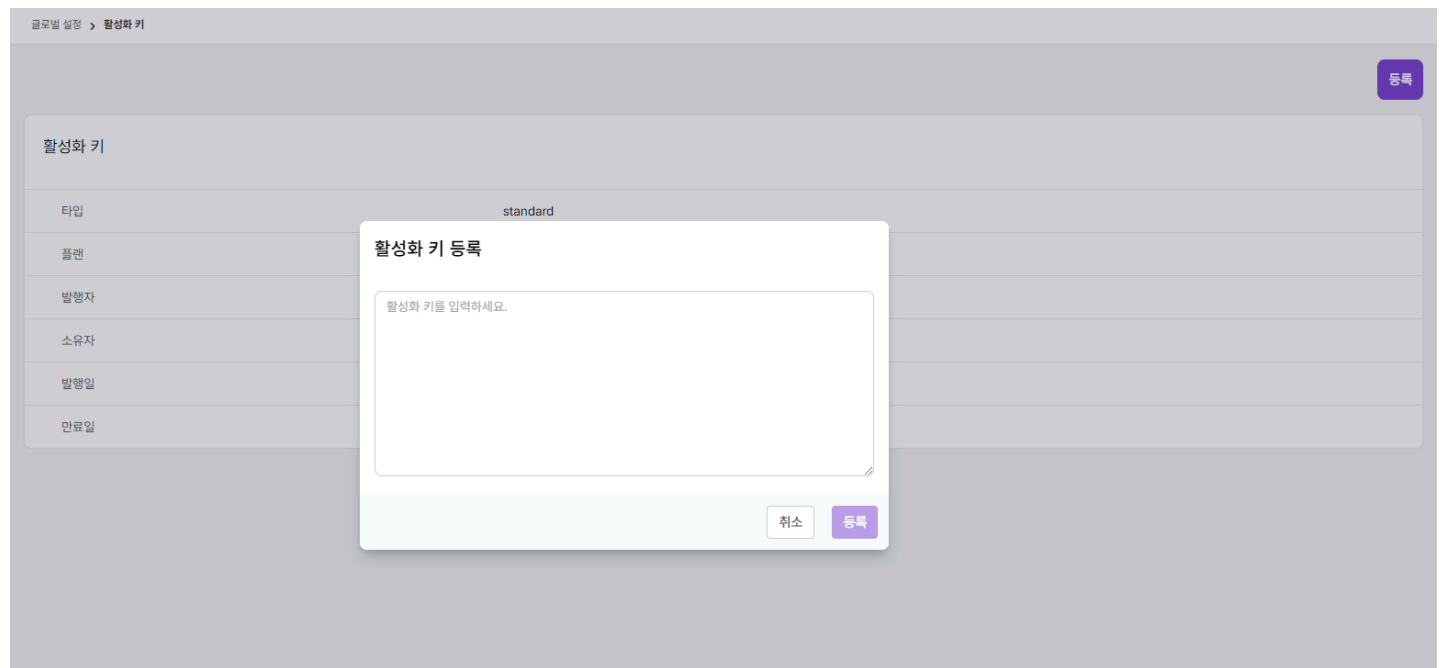 글로벌 설정 > 활성화 키
등록
활성화 키
타입 standard
플랜
발행자
소유자
발행일
만료일
활성화 키 등록
활성화 키를 입력하세요.
취소 등록